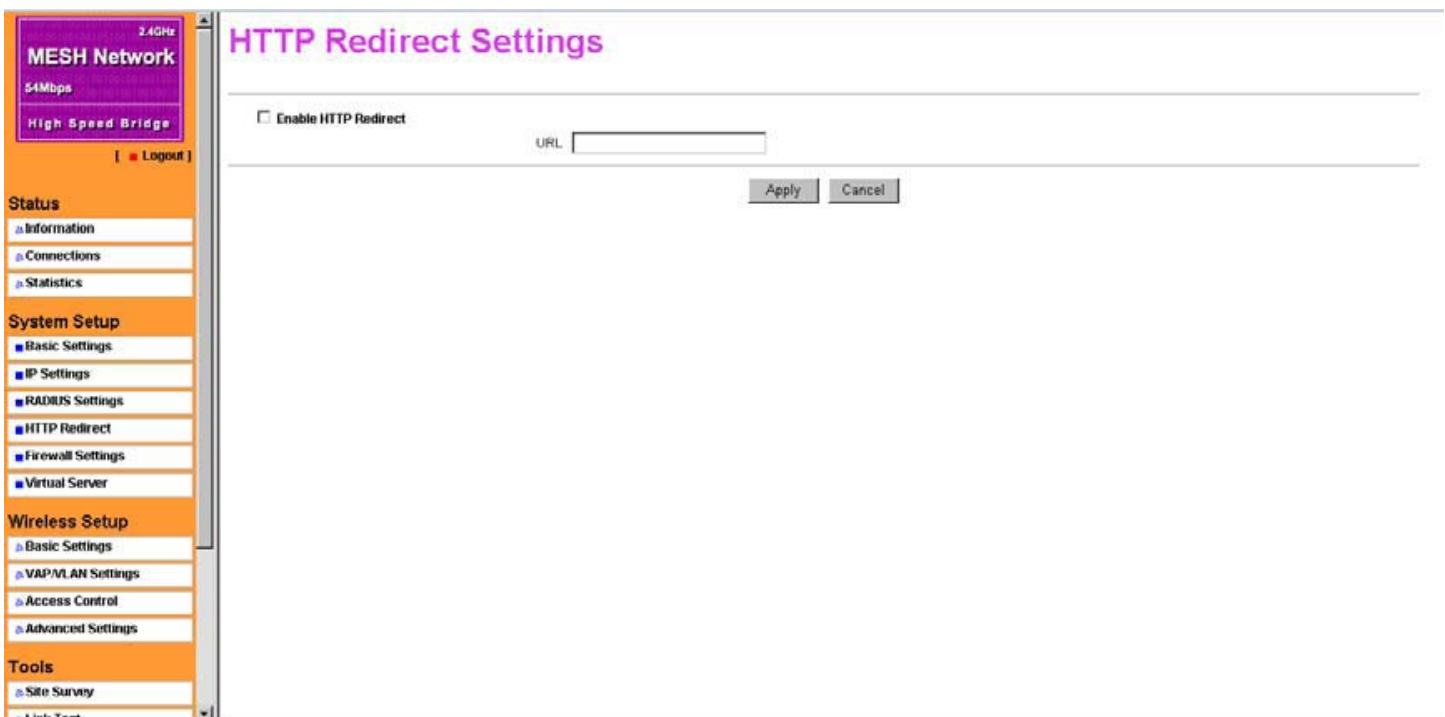 2.4GHz
MESH Network
54Mbps
High Speed Bridge
[ Logout ]
Status
Information
Connections
Statistics
System Setup
Basic Settings
IP Settings
RADIUS Settings
HTTP Redirect
Firewall Settings
Virtual Server
Wireless Setup
Basic Settings
VAP/VLAN Settings
Access Control
Advanced Settings
Tools
Site Survey
Link Test
HTTP Redirect Settings
Enable HTTP Redirect
URL
Apply Cancel